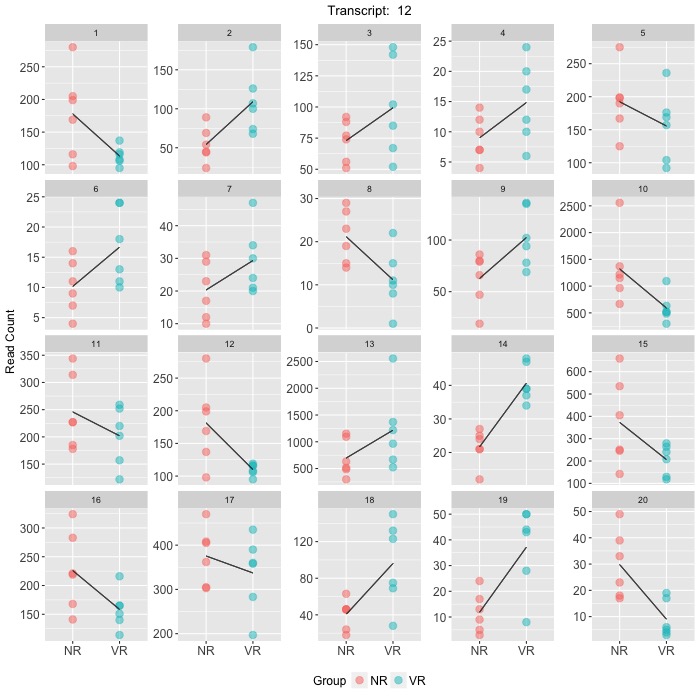 Transcript: 12
1 2 3 4 5
250 200 150 100
150 100 50
150 125 100 75 50
25 20 15 10 5
250 200 150 100
6 7 8 9 10
25 20 15 10 5
40 30 20 10
30 20 10 0
100 50
2500 2000 1500 1000 500
Read Count
11 12 13 14 15
350 300 250 200 150
250 200 150 100
2500 2000 1500 1000 500
40 30 20
600 500 400 300 200 100
16 17 18 19 20
300 250 200 150
400 300 200
120 80 40
50 40 30 20 10
50 40 30 20 10
NR VR NR VR NR VR NR VR NR VR
Group NR VR